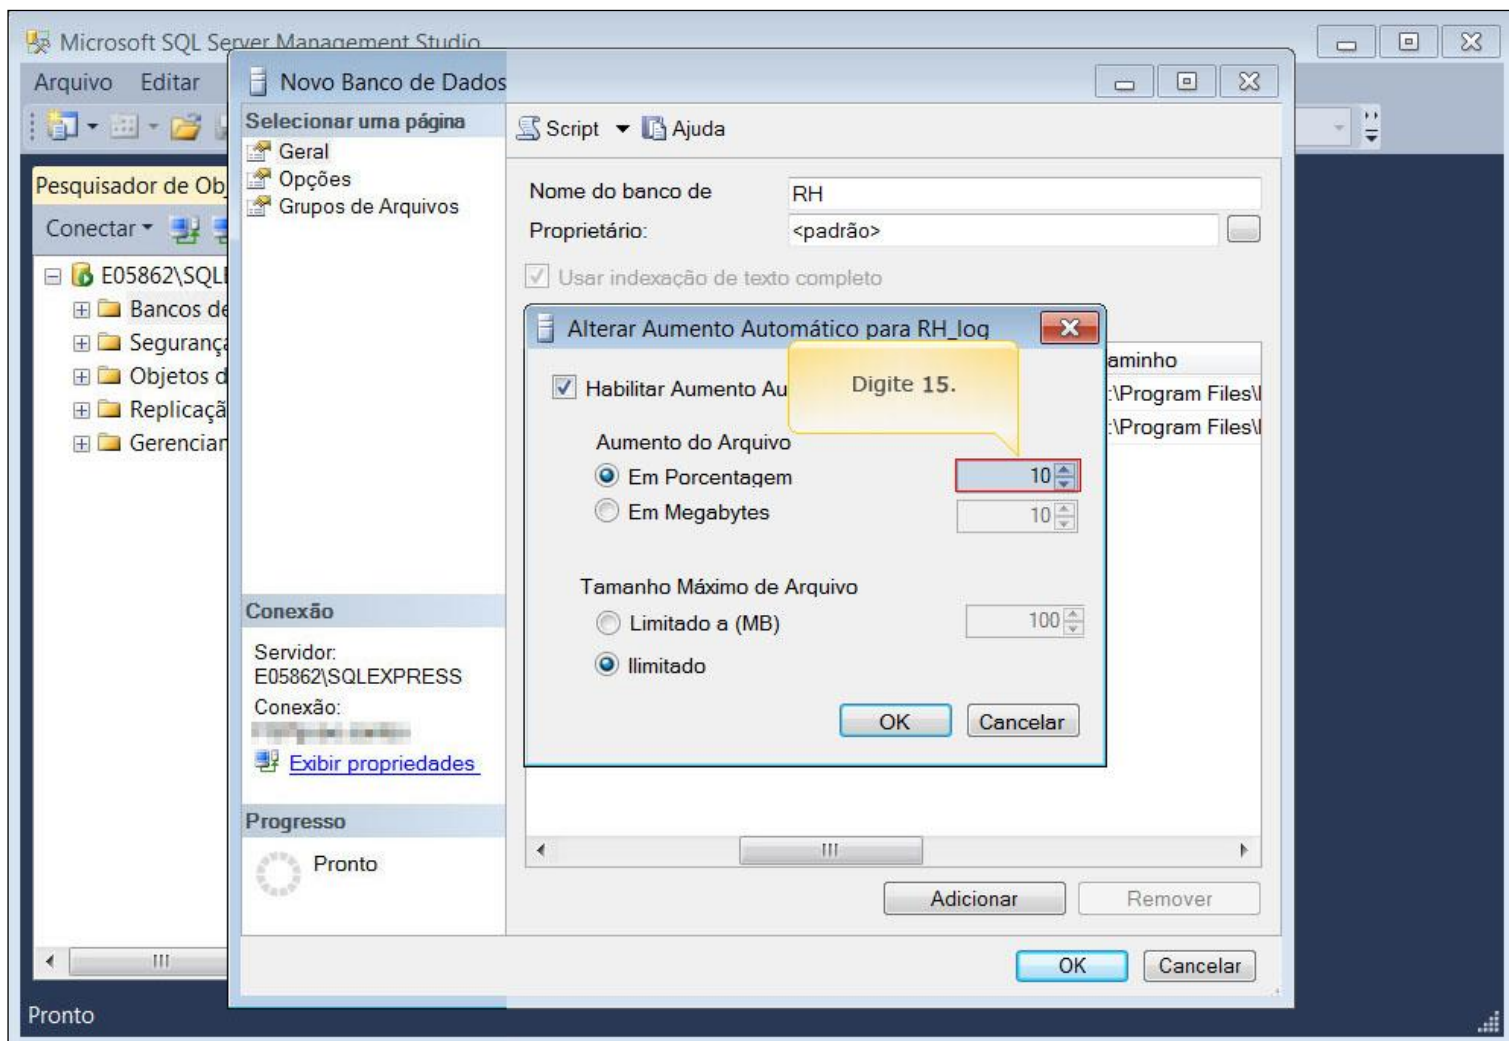 Microsoft SQL Server Management Studio
Arquivo Editar
Novo Banco de Dados
Selecionar uma página
Geral
Opções
Grupos de Arquivos
Script Ajuda
Pesquisador de Ob
Conectar
E05862\SQL
Bancos de
Segurança
Objetos d
Replicaçã
Gerencian
Nome do banco de RH
Proprietário: <padrão>
Usar indexação de texto completo
Alterar Aumento Automático para RH_log
Habilitar Aumento Au
Digite 15.
Aumento do Arquivo
Em Porcentagem 10
Em Megabytes 10
Tamanho Máximo de Arquivo
Limitado a (MB) 100
Ilimitado
OK Cancelar
aminho
:\Program Files\
:\Program Files\
Conexão
Servidor:
E05862\SQLEXPRESS
Conexão:
Exibir propriedades
Progresso
Pronto
Adicionar Remover
OK Cancelar
Pronto